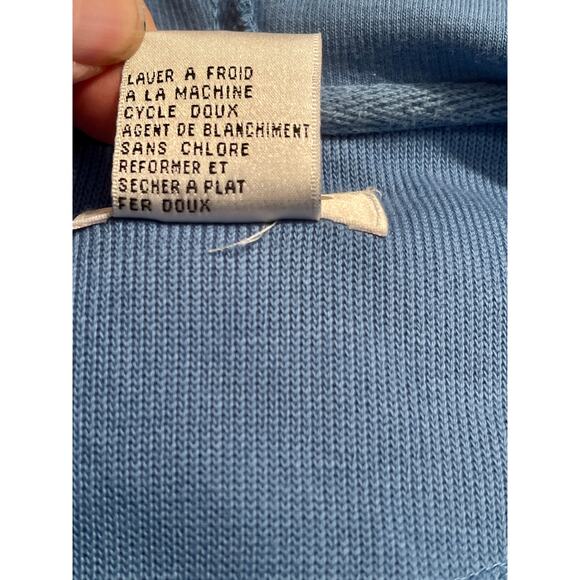 LAVER A FROID
A LA MACHINE
CYCLE DOUX
AGENT DE BLANCHIMENT
SANS CHLORE
REFORMER ET
SECHER A PLAT
FER DOUX